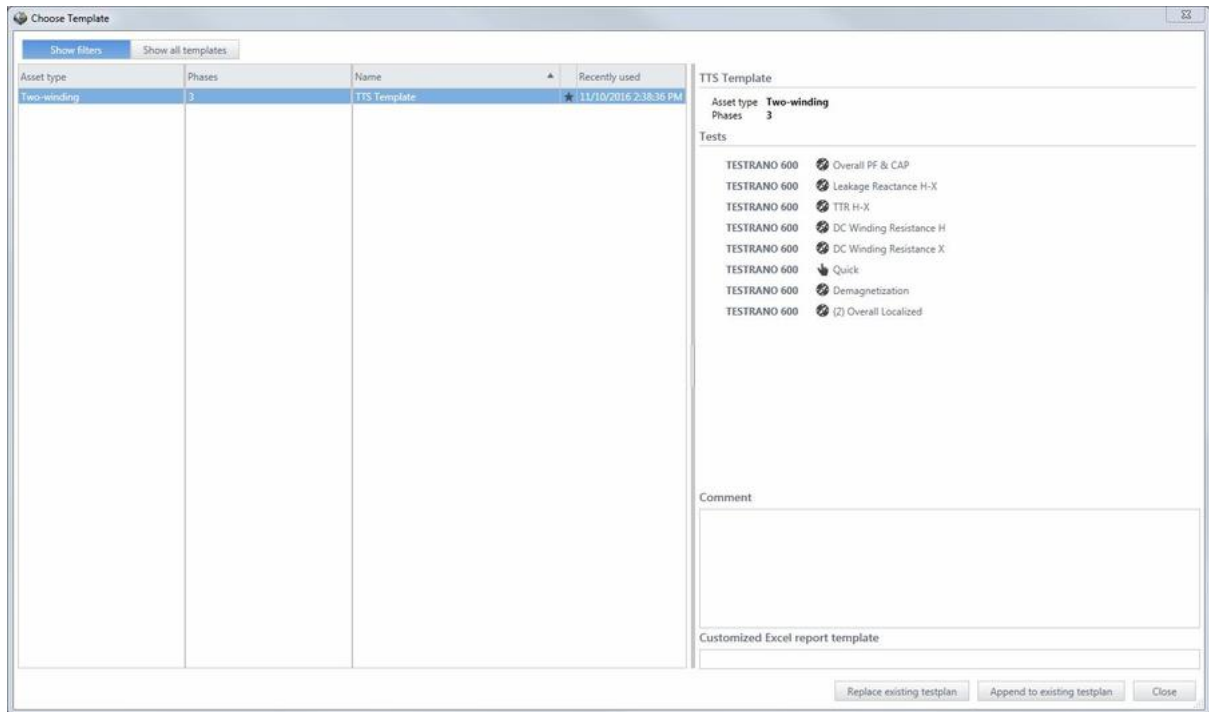 Choose Template
Show filters Show all templates
Asset type Phases Name Recently used
Two-winding 3 TTS Template 11/10/2016 2:38:36 PM
TTS Template
Asset type Two-winding
Phases 3
Tests
TESTRANO 600 Overall PF & CAP
TESTRANO 600 Leakage Reactance H-X
TESTRANO 600 TTR H-X
TESTRANO 600 DC Winding Resistance H
TESTRANO 600 DC Winding Resistance X
TESTRANO 600 Quick
TESTRANO 600 Demagnetization
TESTRANO 600 (2) Overall Localized
Comment
Customized Excel report template
Replace existing testplan Append to existing testplan Close